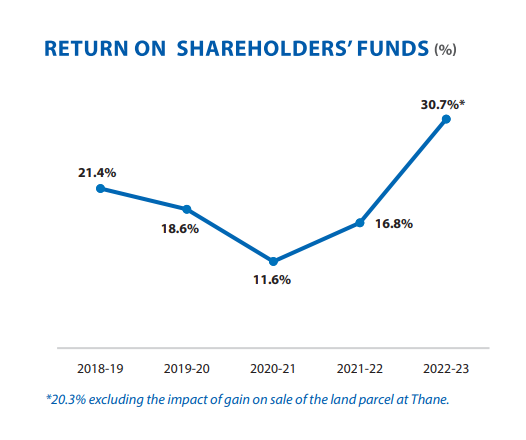 RETURN ON SHAREHOLDERS’ FUNDS (%)
30.7%*
21.4%
18.6%
16.8%
11.6%
2018-19 2019-20 2020-21 2021-22 2022-23
*20.3% excluding the impact of gain on sale of the land parcel at Thane.